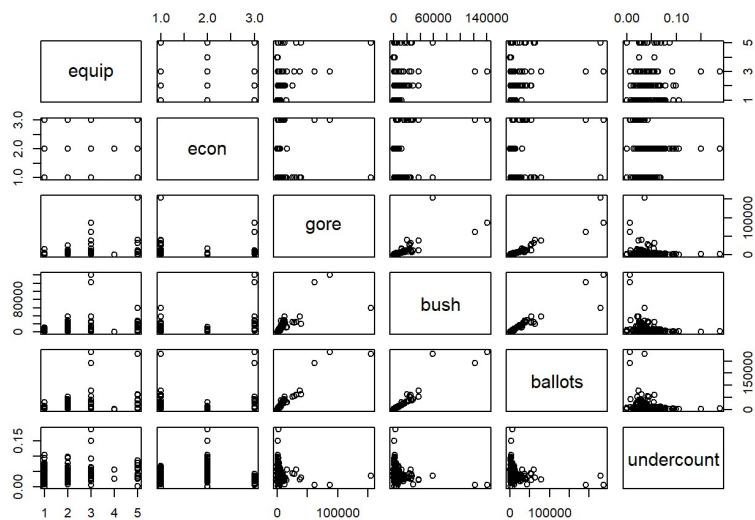 1.0 2.0 3.0 0 60000 140000 0.00 0.10
equip 1 3 5
1.0 2.0 3.0 econ
gore 0 100000
0 80000 bush
ballots 0 150000
0.00 0.15 undercount
1 2 3 4 5 0 100000 0 100000